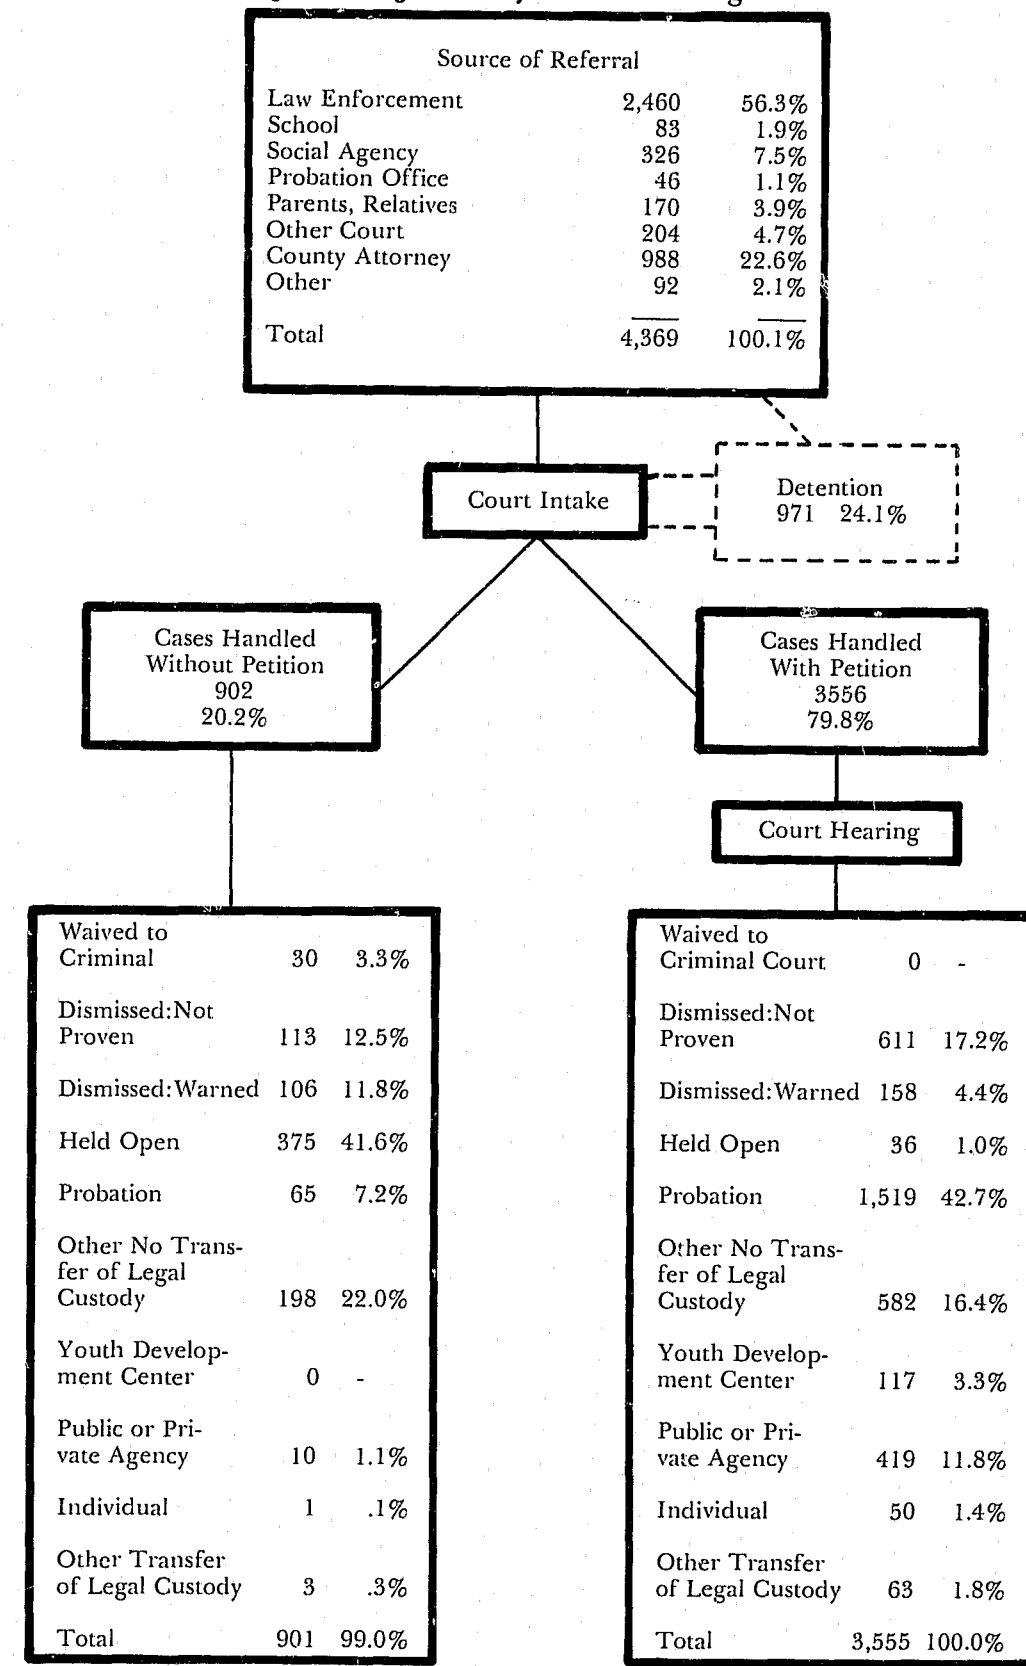 Source of Referral
Law Enforcement 2,460 56.3%
School 83 1.9%
Social Agency 326 7.5%
Probation Office 46 1.1%
Parents, Relatives 170 3.9%
Other Court 204 4.7%
County Attorney 988 22.6%
Other 92 2.1%
Total 4,369 100.1%
Court Intake
Detention
971 24.1%
Cases Handled
Without Petition
902
20.2%
Cases Handled
With Petition
3556
79.8%
Court Hearing
Waived to
Criminal 30 3.3%
Dismissed:Not
Proven 113 12.5%
Dismissed:Warned 106 11.8%
Held Open 375 41.6%
Probation 65 7.2%
Other No Trans-
fer of Legal
Custody 198 22.0%
Youth Develop-
ment Center 0 -
Public or Pri-
vate Agency 10 1.1%
Individual 1 .1%
Other Transfer
of Legal Custody 3 .3%
Total 901 99.0%
Waived to
Criminal Court 0 -
Dismissed:Not
Proven 611 17.2%
Dismissed:Warned 158 4.4%
Held Open 36 1.0%
Probation 1,519 42.7%
Other No Trans-
fer of Legal
Custody 582 16.4%
Youth Develop-
ment Center 117 3.3%
Public or Pri-
vate Agency 419 11.8%
Individual 50 1.4%
Other Transfer
of Legal Custody 63 1.8%
Total 3,555 100.0%